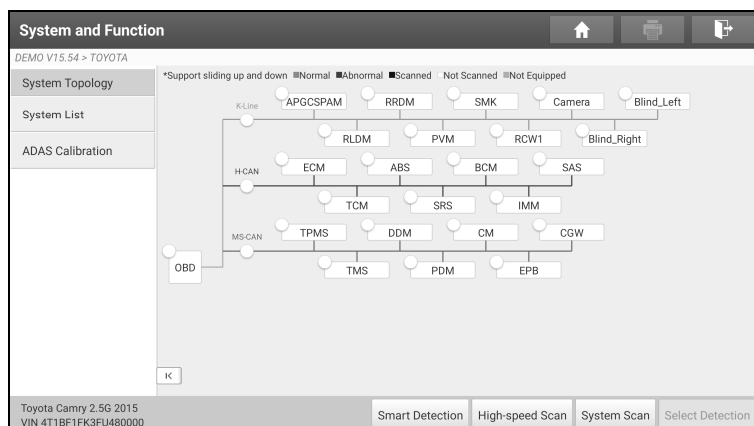 System and Function
DEMO V15.54 > TOYOTA
System Topology
*Support sliding up and down Normal Abnormal Scanned Not Scanned Not Equipped
System List
ADAS Calibration
K-Line
APGCSPAM RRDM SMK Camera Blind_Left
RLDM PVM RCW1 Blind_Right
H-CAN
ECM ABS BCM SAS
TCM SRS IMM
MS-CAN
TPMS DDM CM CGW
OBD
TMS PDM EPB
Toyota Camry 2.5G 2015
VIN 4T1BF1FK3FU480000
Smart Detection High-speed Scan System Scan Select Detection